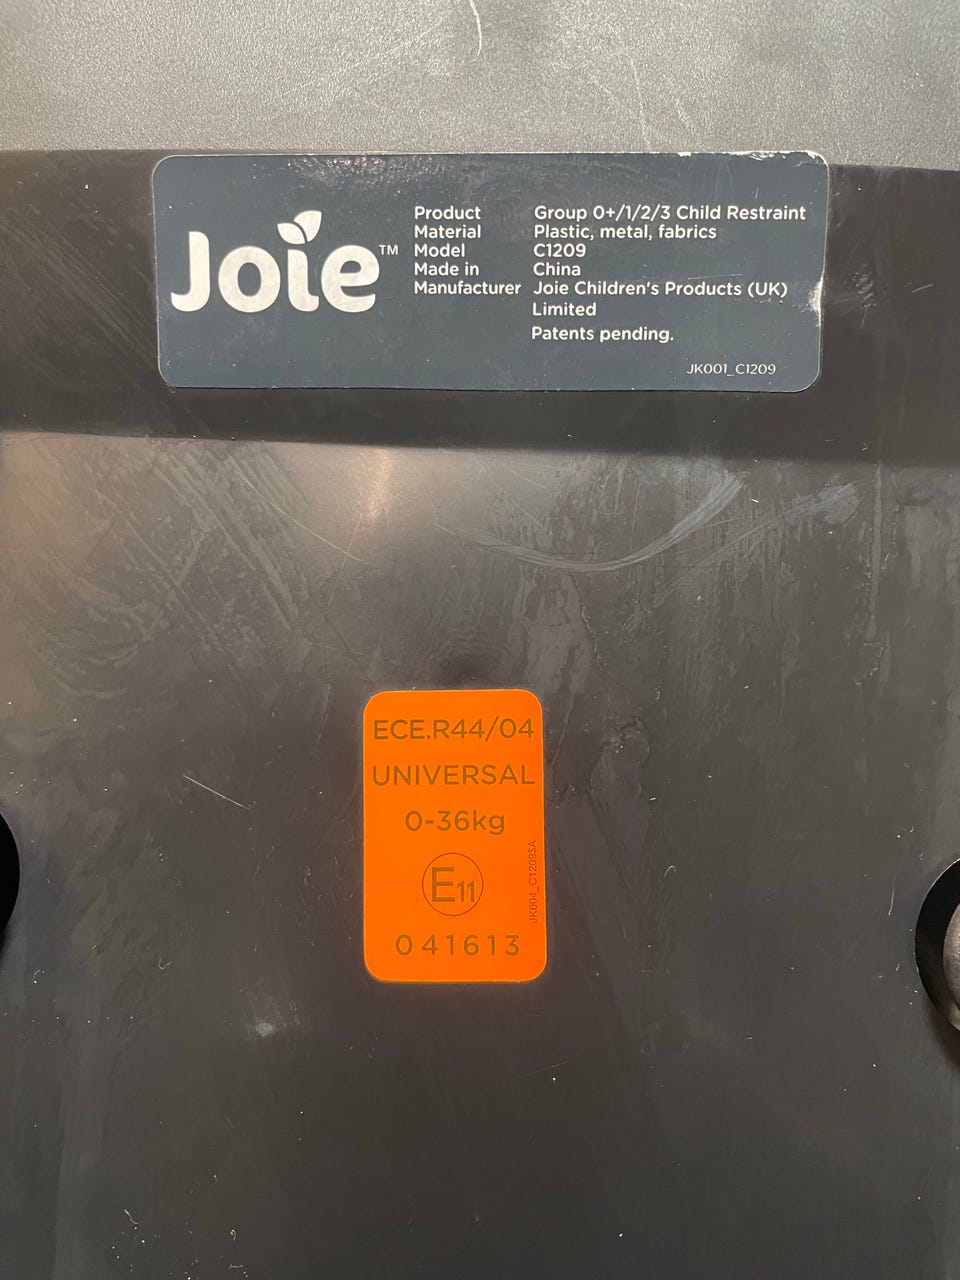 Joie™
Product Group 0+/1/2/3 Child Restraint
Material Plastic, metal, fabrics
Model C1209
Made in China
Manufacturer Joie Children's Products (UK)
Limited
Patents pending.
JK001_C1209
ECE.R44/04
UNIVERSAL
0-36kg
E11
041613
JK004_C1209SA